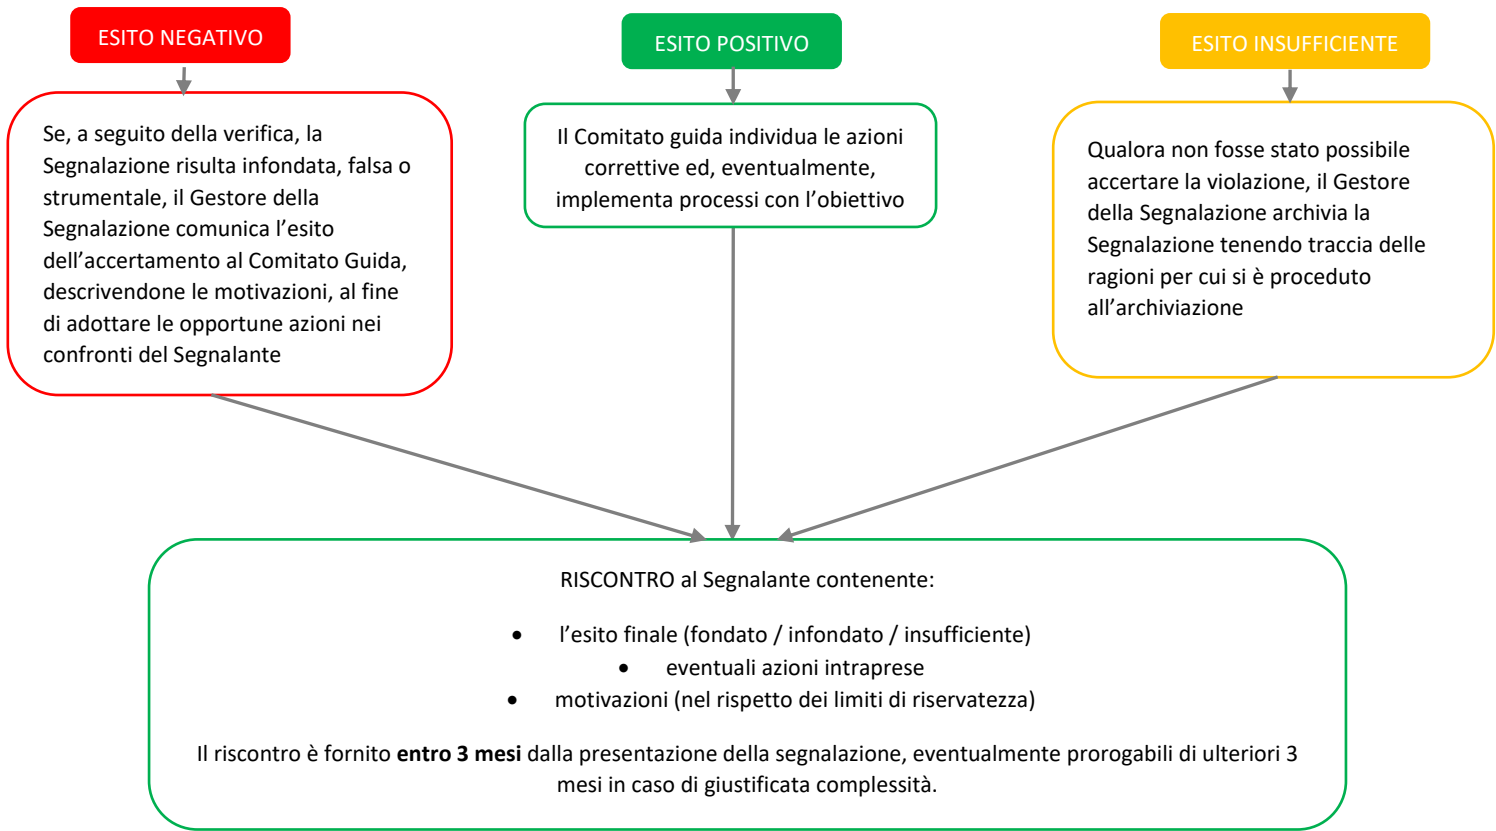 ESITO NEGATIVO
Se, a seguito della verifica, la
Segnalazione risulta infondata, falsa o
strumentale, il Gestore della
Segnalazione comunica l’esito
dell’accertamento al Comitato Guida,
descrivendone le motivazioni, al fine
di adottare le opportune azioni nei
confronti del Segnalante
ESITO POSITIVO
Il Comitato guida individua le azioni
correttive ed, eventualmente,
implementa processi con l’obiettivo
ESITO INSUFFICIENTE
Qualora non fosse stato possibile
accertare la violazione, il Gestore
della Segnalazione archivia la
Segnalazione tenendo traccia delle
ragioni per cui si è proceduto
all’archiviazione
RISCONTRO al Segnalante contenente:
• l’esito finale (fondato / infondato / insufficiente)
• eventuali azioni intraprese
• motivazioni (nel rispetto dei limiti di riservatezza)
Il riscontro è fornito entro 3 mesi dalla presentazione della segnalazione, eventualmente prorogabili di ulteriori 3
mesi in caso di giustificata complessità.